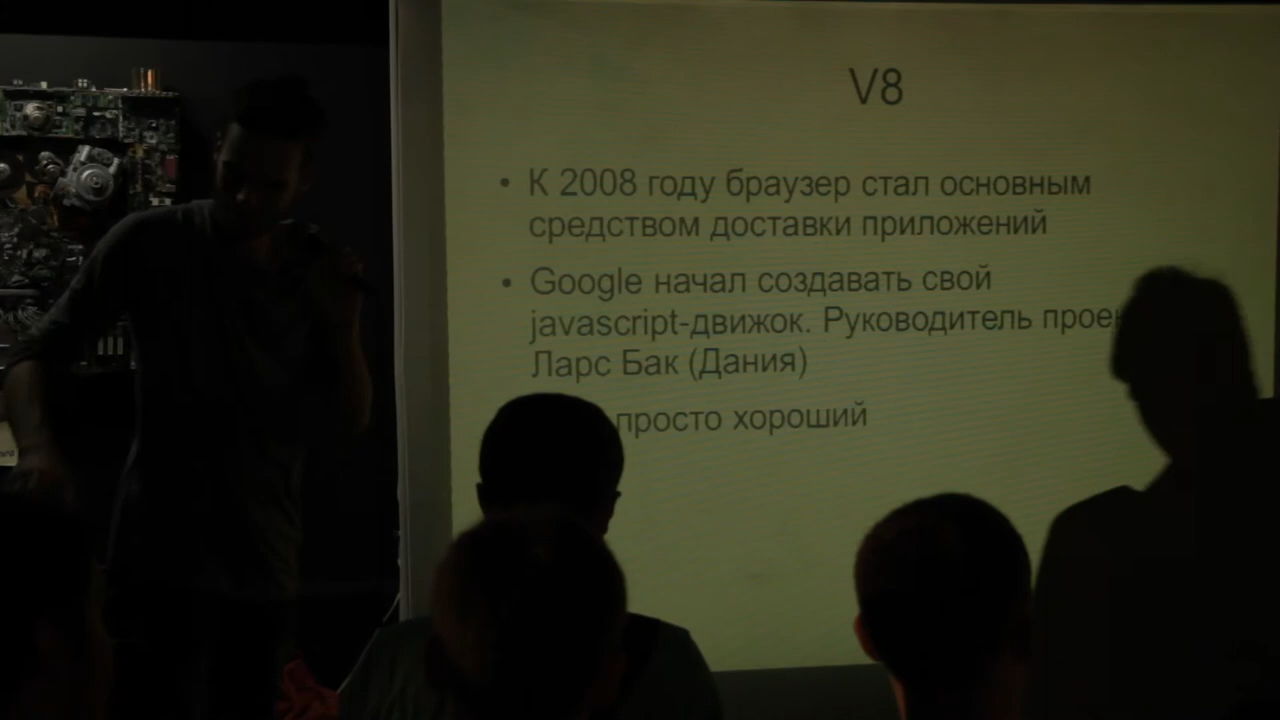 V8
• К 2008 году браузер стал основным
средством доставки приложений
• Google начал создавать свой
javascript-движок. Руководитель
Ларс Бак (Дания)
просто хороший